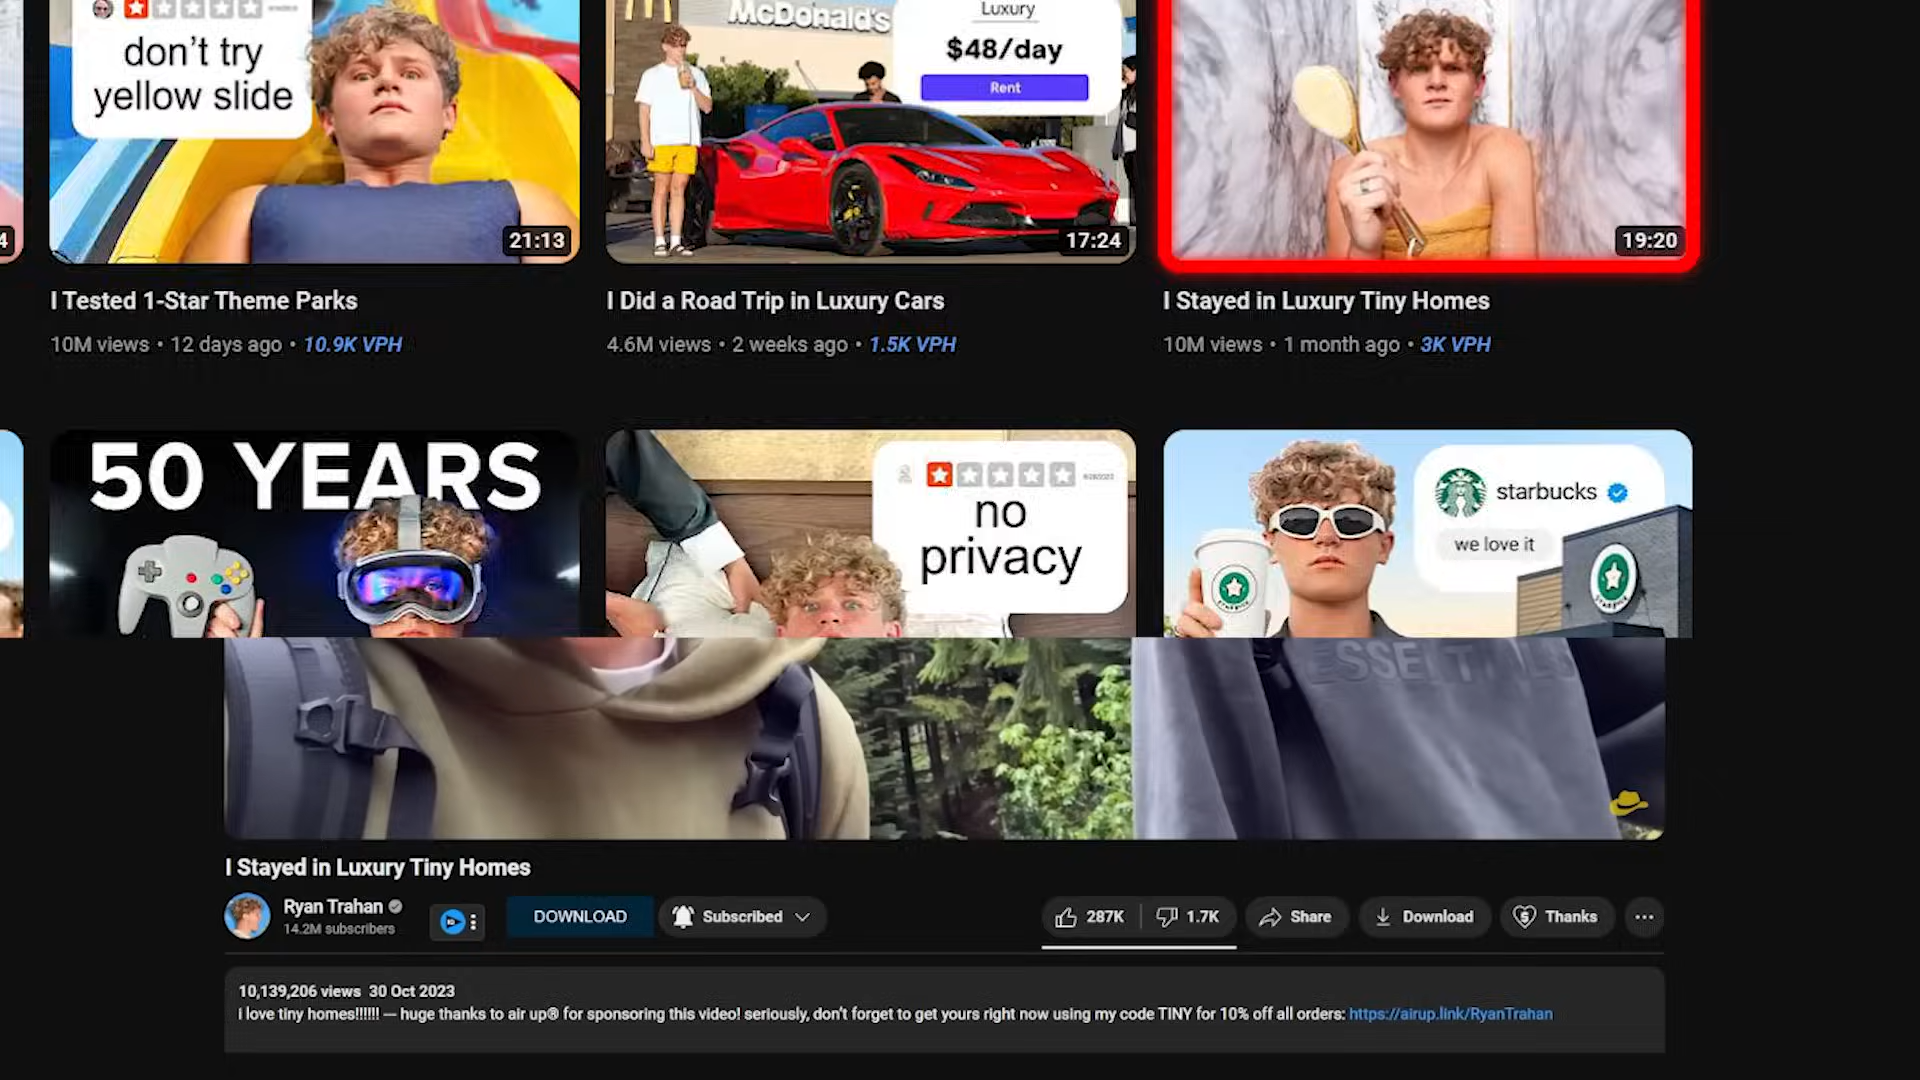 don't try
yellow slide
21:13
I Tested 1-Star Theme Parks
10M views • 12 days ago • 10.9K VPH
McDonald's
Luxury
$48/day
Rent
17:24
I Did a Road Trip in Luxury Cars
4.6M views • 2 weeks ago • 1.5K VPH
19:20
I Stayed in Luxury Tiny Homes
10M views • 1 month ago • 3K VPH
4
50 YEARS
no
privacy
starbucks
we love it
ESSENTIALS
I Stayed in Luxury Tiny Homes
Ryan Trahan
14.2M subscribers
DOWNLOAD
Subscribed
287K
1.7K
Share
Download
Thanks
10,139,206 views 30 Oct 2023
i love tiny homes!!!!!! — huge thanks to air up® for sponsoring this video! seriously, don't forget to get yours right now using my code TINY for 10% off all orders: https://airup.link/RyanTrahan